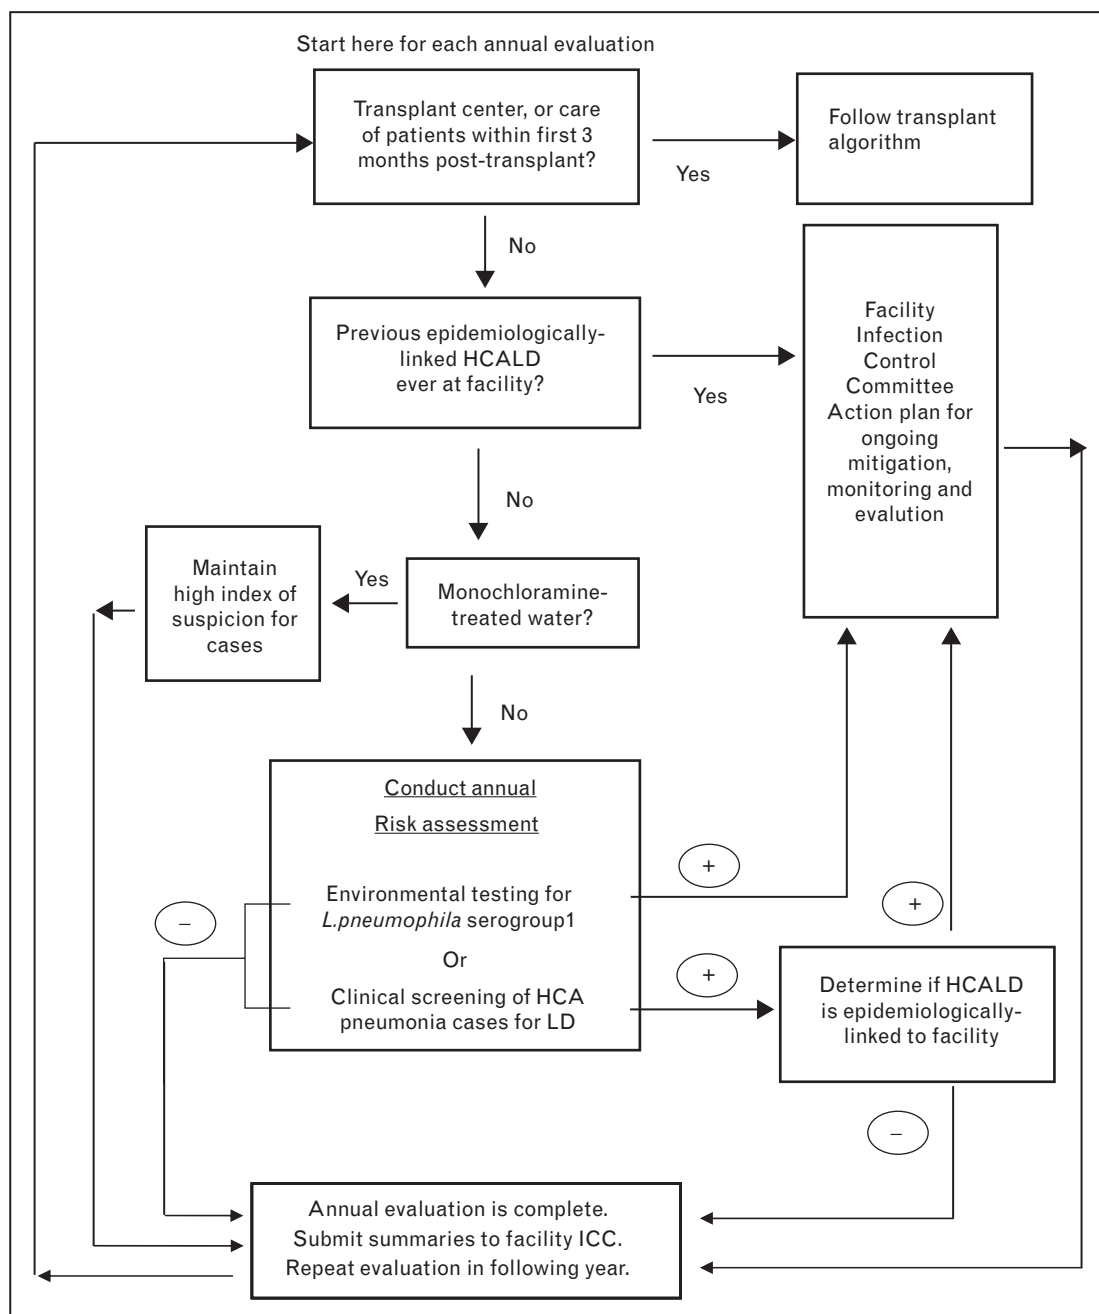 Start here for each annual evaluation
Transplant center, or care
of patients within first 3
months post-transplant?
Yes
Follow transplant
algorithm
No
Previous epidemiologically-
linked HCALD
ever at facility?
Yes
Facility
Infection
Control
Committee
Action plan for
ongoing
mitigation,
monitoring and
evalution
No
Monochloramine-
treated water?
Yes
Maintain
high index of
suspicion for
cases
No
Conduct annual
Risk assessment
Environmental testing for
L.pneumophila serogroup1
Or
Clinical screening of HCA
pneumonia cases for LD
+
+
–
Determine if HCALD
is epidemiologically-
linked to facility
+
–
Annual evaluation is complete.
Submit summaries to facility ICC.
Repeat evaluation in following year.